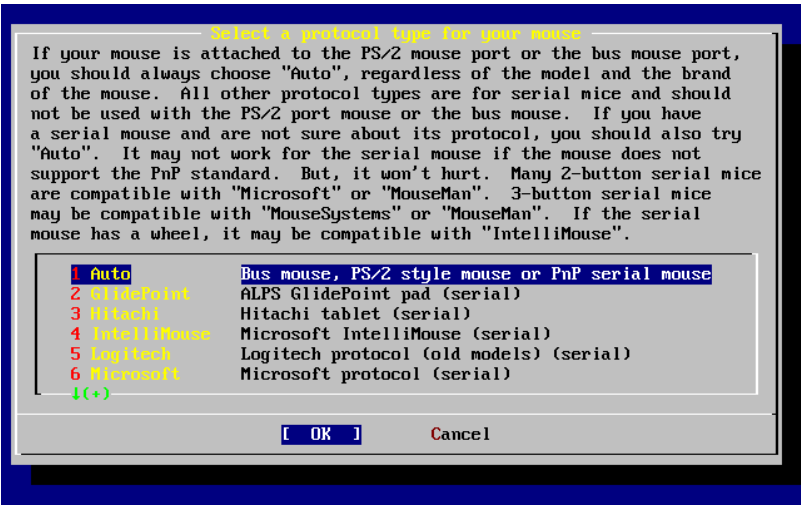 Select a protocol type for your mouse
If your mouse is attached to the PS/2 mouse port or the bus mouse port,
you should always choose "Auto", regardless of the model and the brand
of the mouse.  All other protocol types are for serial mice and should
not be used with the PS/2 port mouse or the bus mouse.  If you have
a serial mouse and are not sure about its protocol, you should also try
"Auto".  It may not work for the serial mouse if the mouse does not
support the PnP standard.  But, it won't hurt.  Many 2-button serial mice
are compatible with "Microsoft" or "MouseMan".  3-button serial mice
may be compatible with "MouseSystems" or "MouseMan".  If the serial
mouse has a wheel, it may be compatible with "IntelliMouse".
1 Auto Bus mouse, PS/2 style mouse or PnP serial mouse
2 GlidePoint ALPS GlidePoint pad (serial)
3 Hitachi Hitachi tablet (serial)
4 IntelliMouse Microsoft IntelliMouse (serial)
5 Logitech Logitech protocol (old models) (serial)
6 Microsoft Microsoft protocol (serial)
↓(+)
[ OK ] Cancel